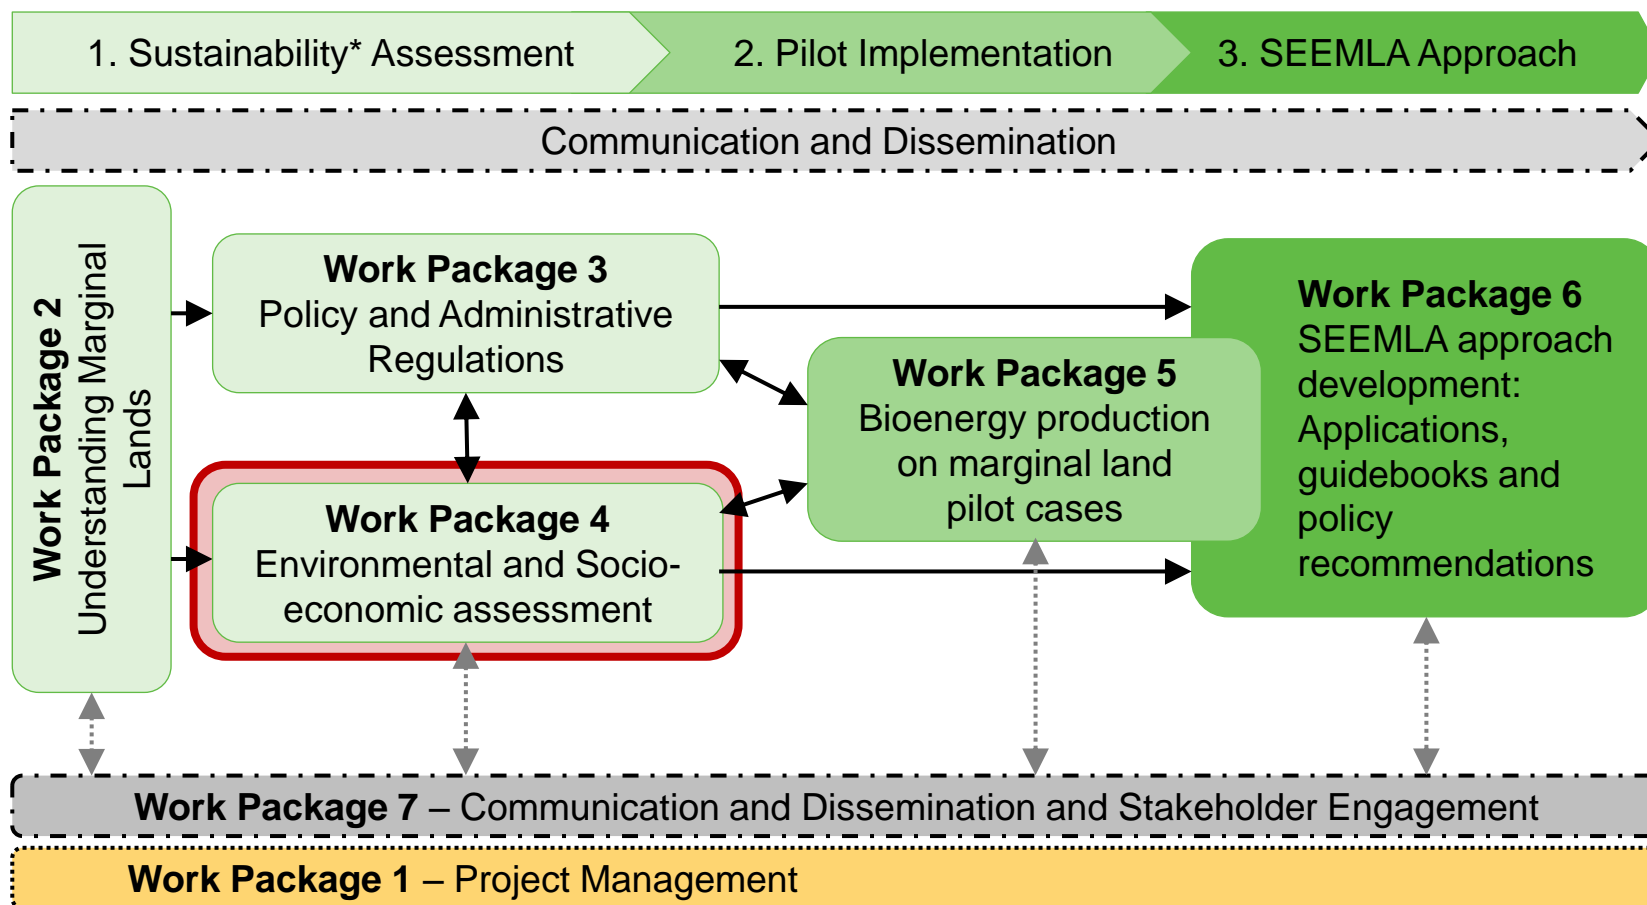 1. Sustainability* Assessment
2. Pilot Implementation
3. SEEMLA Approach
Communication and Dissemination
Work Package 2
Understanding Marginal
Lands
Work Package 3
Policy and Administrative
Regulations
Work Package 4
Environmental and Socio-
economic assessment
Work Package 5
Bioenergy production
on marginal land
pilot cases
Work Package 6
SEEMLA approach
development:
Applications,
guidebooks and
policy
recommendations
Work Package 7 – Communication and Dissemination and Stakeholder Engagement
Work Package 1 – Project Management